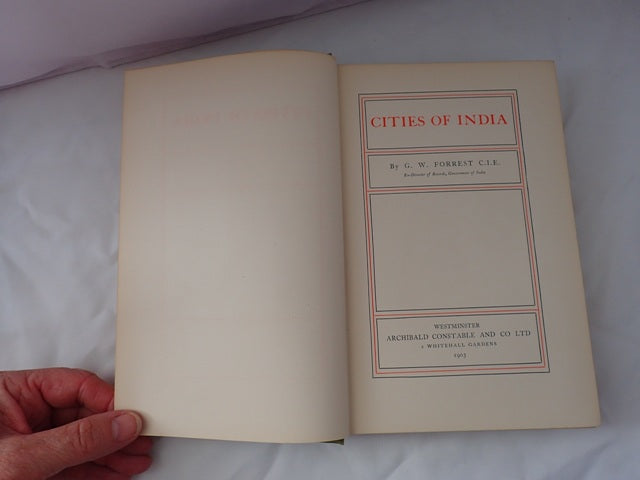 CITIES OF INDIA
By G. W. FORREST C.I.E.
Ex-Director of Records, Government of India
WESTMINSTER
ARCHIBALD CONSTABLE AND CO LTD
2 WHITEHALL GARDENS
1903